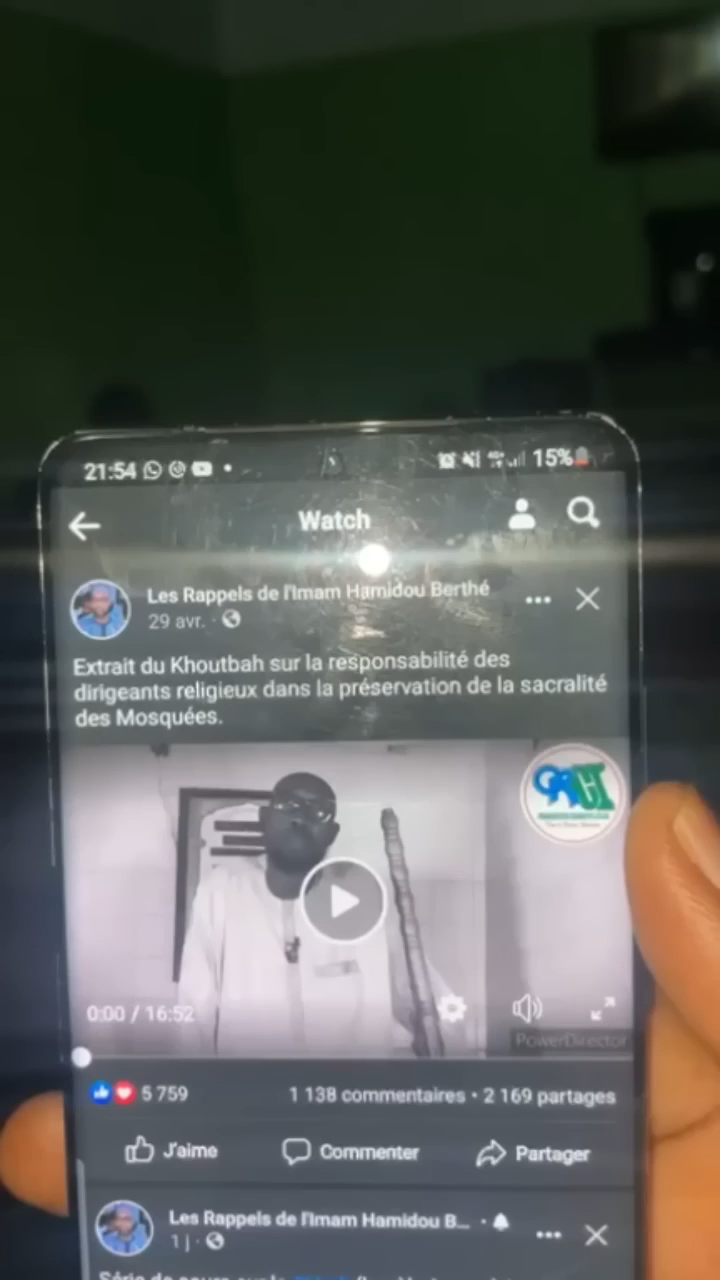 21:54
15%
Watch
Les Rappels de l'Imam Hamidou Berthé
29 avr. ·
Extrait du Khoutbah sur la responsabilité des
dirigeants religieux dans la préservation de la sacralité
des Mosquées.
0:00 / 16:52
PowerDirector
5 759
1 138 commentaires • 2 169 partages
J'aime
Commenter
Partager
Les Rappels de l'Imam Hamidou B... ·
1 j ·